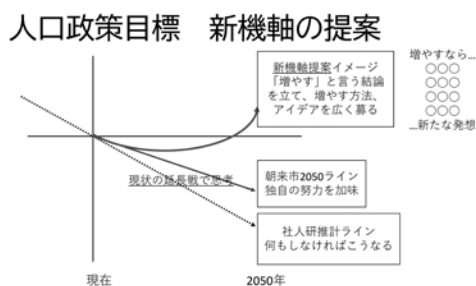 人口政策目標　新機軸の提案
新機軸提案イメージ
「増やす」と言う結論
を立て、増やす方法、
アイデアを広く募る
増やすなら...
○○○
○○○
○○○
○○○
...新たな発想
現状の延長戦で思考
朝来市2050ライン
独自の努力を加味
社人研推計ライン
何もしなければこうなる
現在
2050年